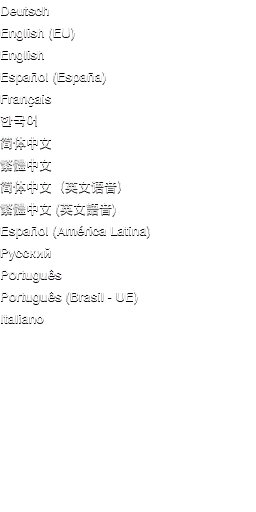 Deutsch
English (EU)
English
Español (España)
Français
한국어
简体中文
繁體中文
简体中文（英文语音）
繁體中文 (英文語音)
Español (América Latina)
Русский
Português
Português (Brasil - UE)
Italiano